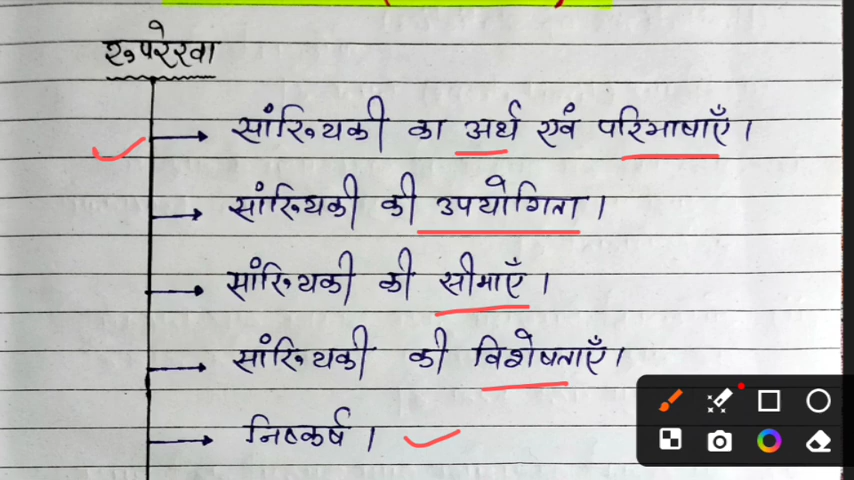 रूपरेखा
सांख्यिकी का अर्थ एवं परिभाषाएँ।
सांख्यिकी की उपयोगिता।
सांख्यिकी की सीमाएँ।
सांख्यिकी की विशेषताएँ।
निष्कर्ष।